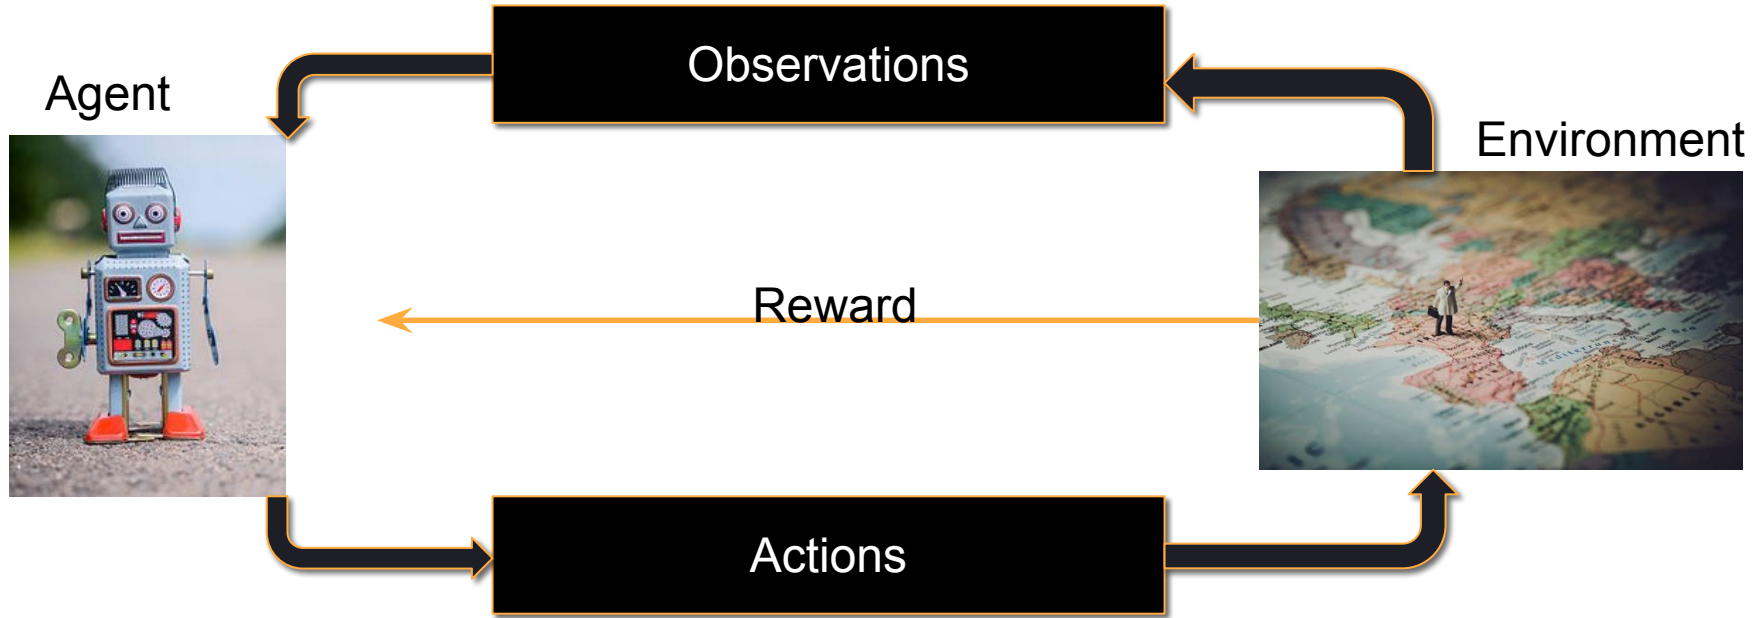 Observations
Agent
Environment
Reward
Actions